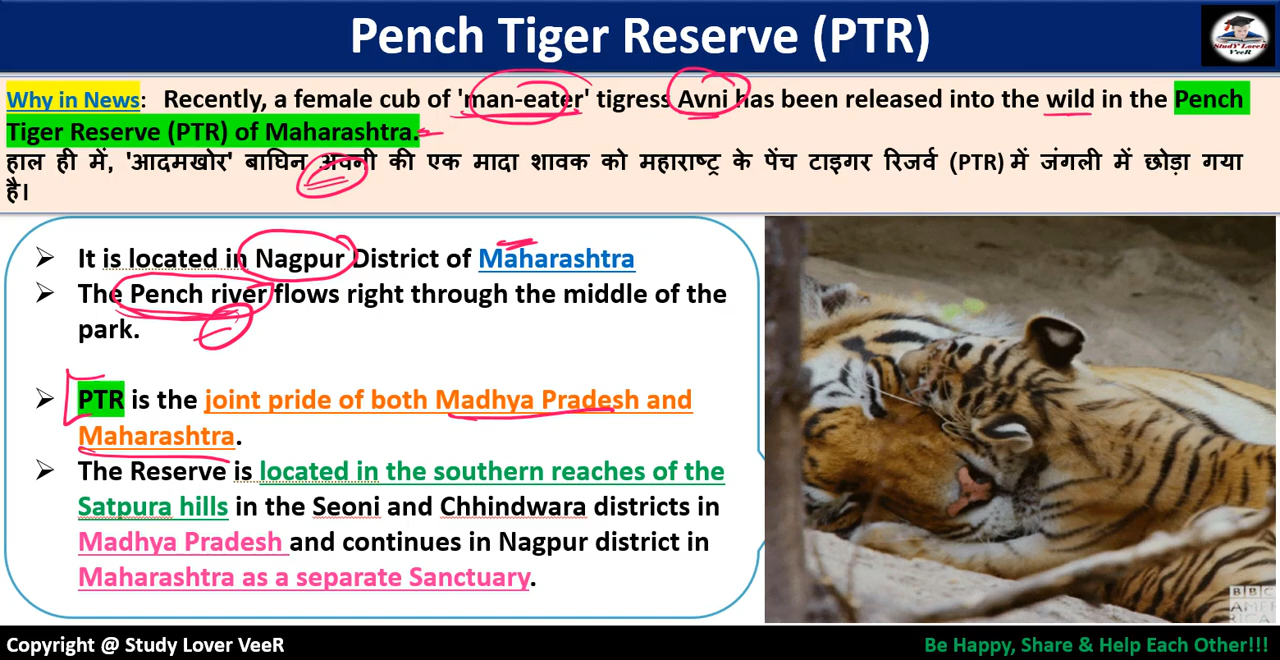 Pench Tiger Reserve (PTR)
StudY LoveR
VeeR
Why in News: Recently, a female cub of 'man-eater' tigress Avni has been released into the wild in the Pench
Tiger Reserve (PTR) of Maharashtra.
हाल ही में, 'आदमखोर' बाघिन अवनी की एक मादा शावक को महाराष्ट्र के पेंच टाइगर रिजर्व (PTR) में जंगली में छोड़ा गया
है।
➢ It is located in Nagpur District of Maharashtra
➢ The Pench river flows right through the middle of the
park.
➢ PTR is the joint pride of both Madhya Pradesh and
Maharashtra.
➢ The Reserve is located in the southern reaches of the
Satpura hills in the Seoni and Chhindwara districts in
Madhya Pradesh and continues in Nagpur district in
Maharashtra as a separate Sanctuary.
BBC
AMERICA
Copyright @ Study Lover VeeR
Be Happy, Share & Help Each Other!!!